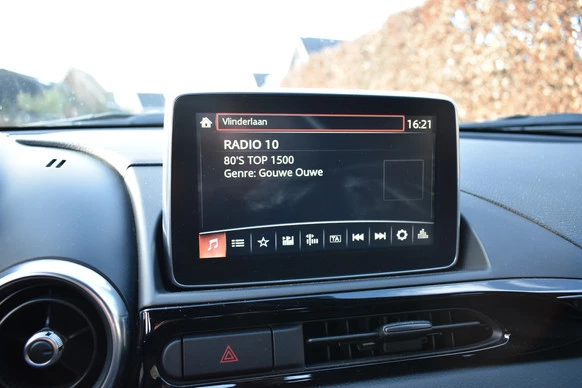 Vlinderlaan 16:21
RADIO 10
80'S TOP 1500
Genre: Gouwe Ouwe
TA